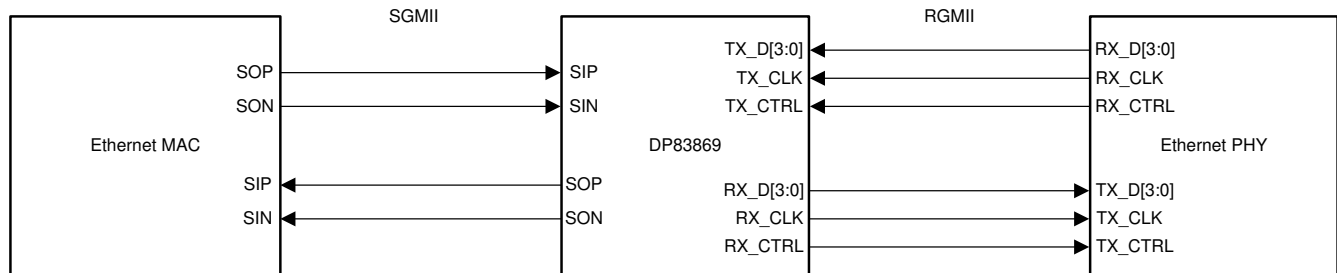 SGMII RGMII
TX_D[3:0] RX_D[3:0]
SOP SIP TX_CLK RX_CLK
SON SIN TX_CTRL RX_CTRL
Ethernet MAC DP83869 Ethernet PHY
SIP SOP RX_D[3:0] TX_D[3:0]
SIN SON RX_CLK TX_CLK
RX_CTRL TX_CTRL